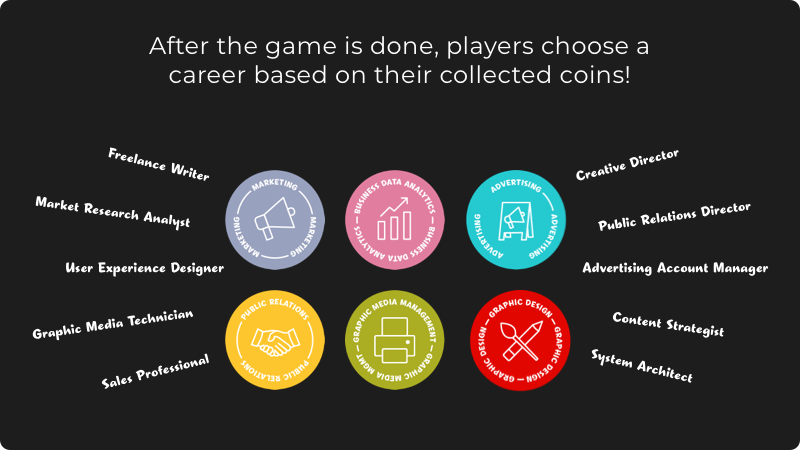 After the game is done, players choose a
career based on their collected coins!
Freelance Writer
Market Research Analyst
User Experience Designer
Graphic Media Technician
Sales Professional
MARKETING
MARKETING
MARKETING
BUSINESS DATA ANALYTICS —
BUSINESS DATA ANALYTICS —
ADVERTISING
ADVERTISING
ADVERTISING
PUBLIC RELATIONS
PUBLIC RELATIONS
GRAPHIC MEDIA MANAGEMENT —
GRAPHIC MEDIA MGMT —
GRAPHIC DESIGN —
GRAPHIC DESIGN —
GRAPHIC DESIGN —
Creative Director
Public Relations Director
Advertising Account Manager
Content Strategist
System Architect